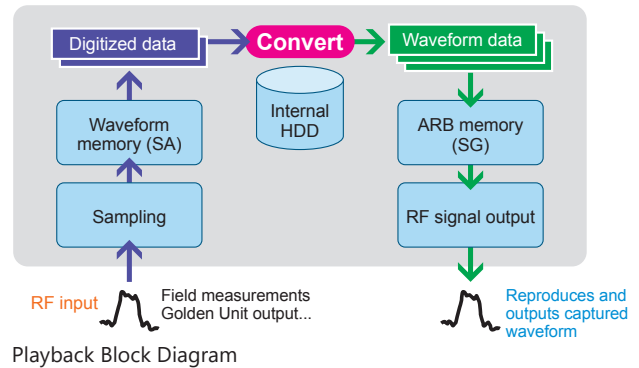 Digitized data
Convert
Waveform data
Internal
HDD
Waveform
memory (SA)
ARB memory
(SG)
Sampling
RF signal output
RF input
Field measurements
Golden Unit output...
Reproduces and
outputs captured
waveform
Playback Block Diagram